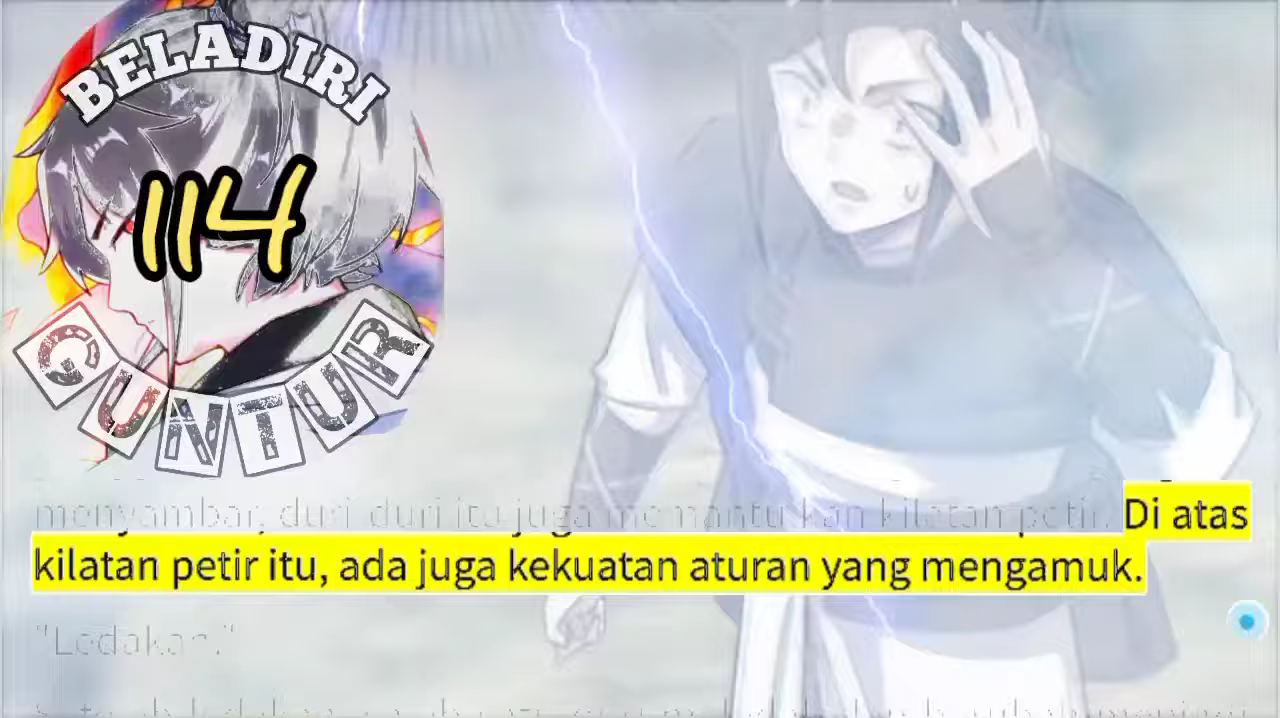 BELADIRI
114
GUNTUR
menyambar, duri duri itu juga memantulkan kilatan petir. Di atas
kilatan petir itu, ada juga kekuatan aturan yang mengamuk.
"Ledakan."